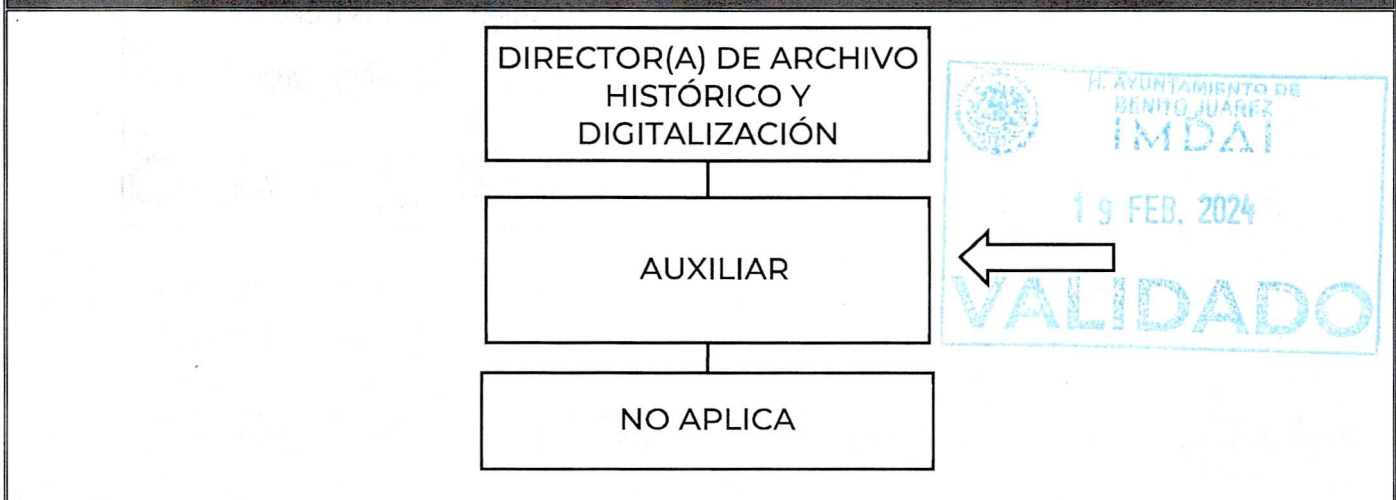 DIRECTOR(A) DE ARCHIVO
HISTÓRICO Y
DIGITALIZACIÓN
H. AYUNTAMIENTO DE
BENITO JUÁREZ
IMDAI
19 FEB. 2024
AUXILIAR
VALIDADO
NO APLICA